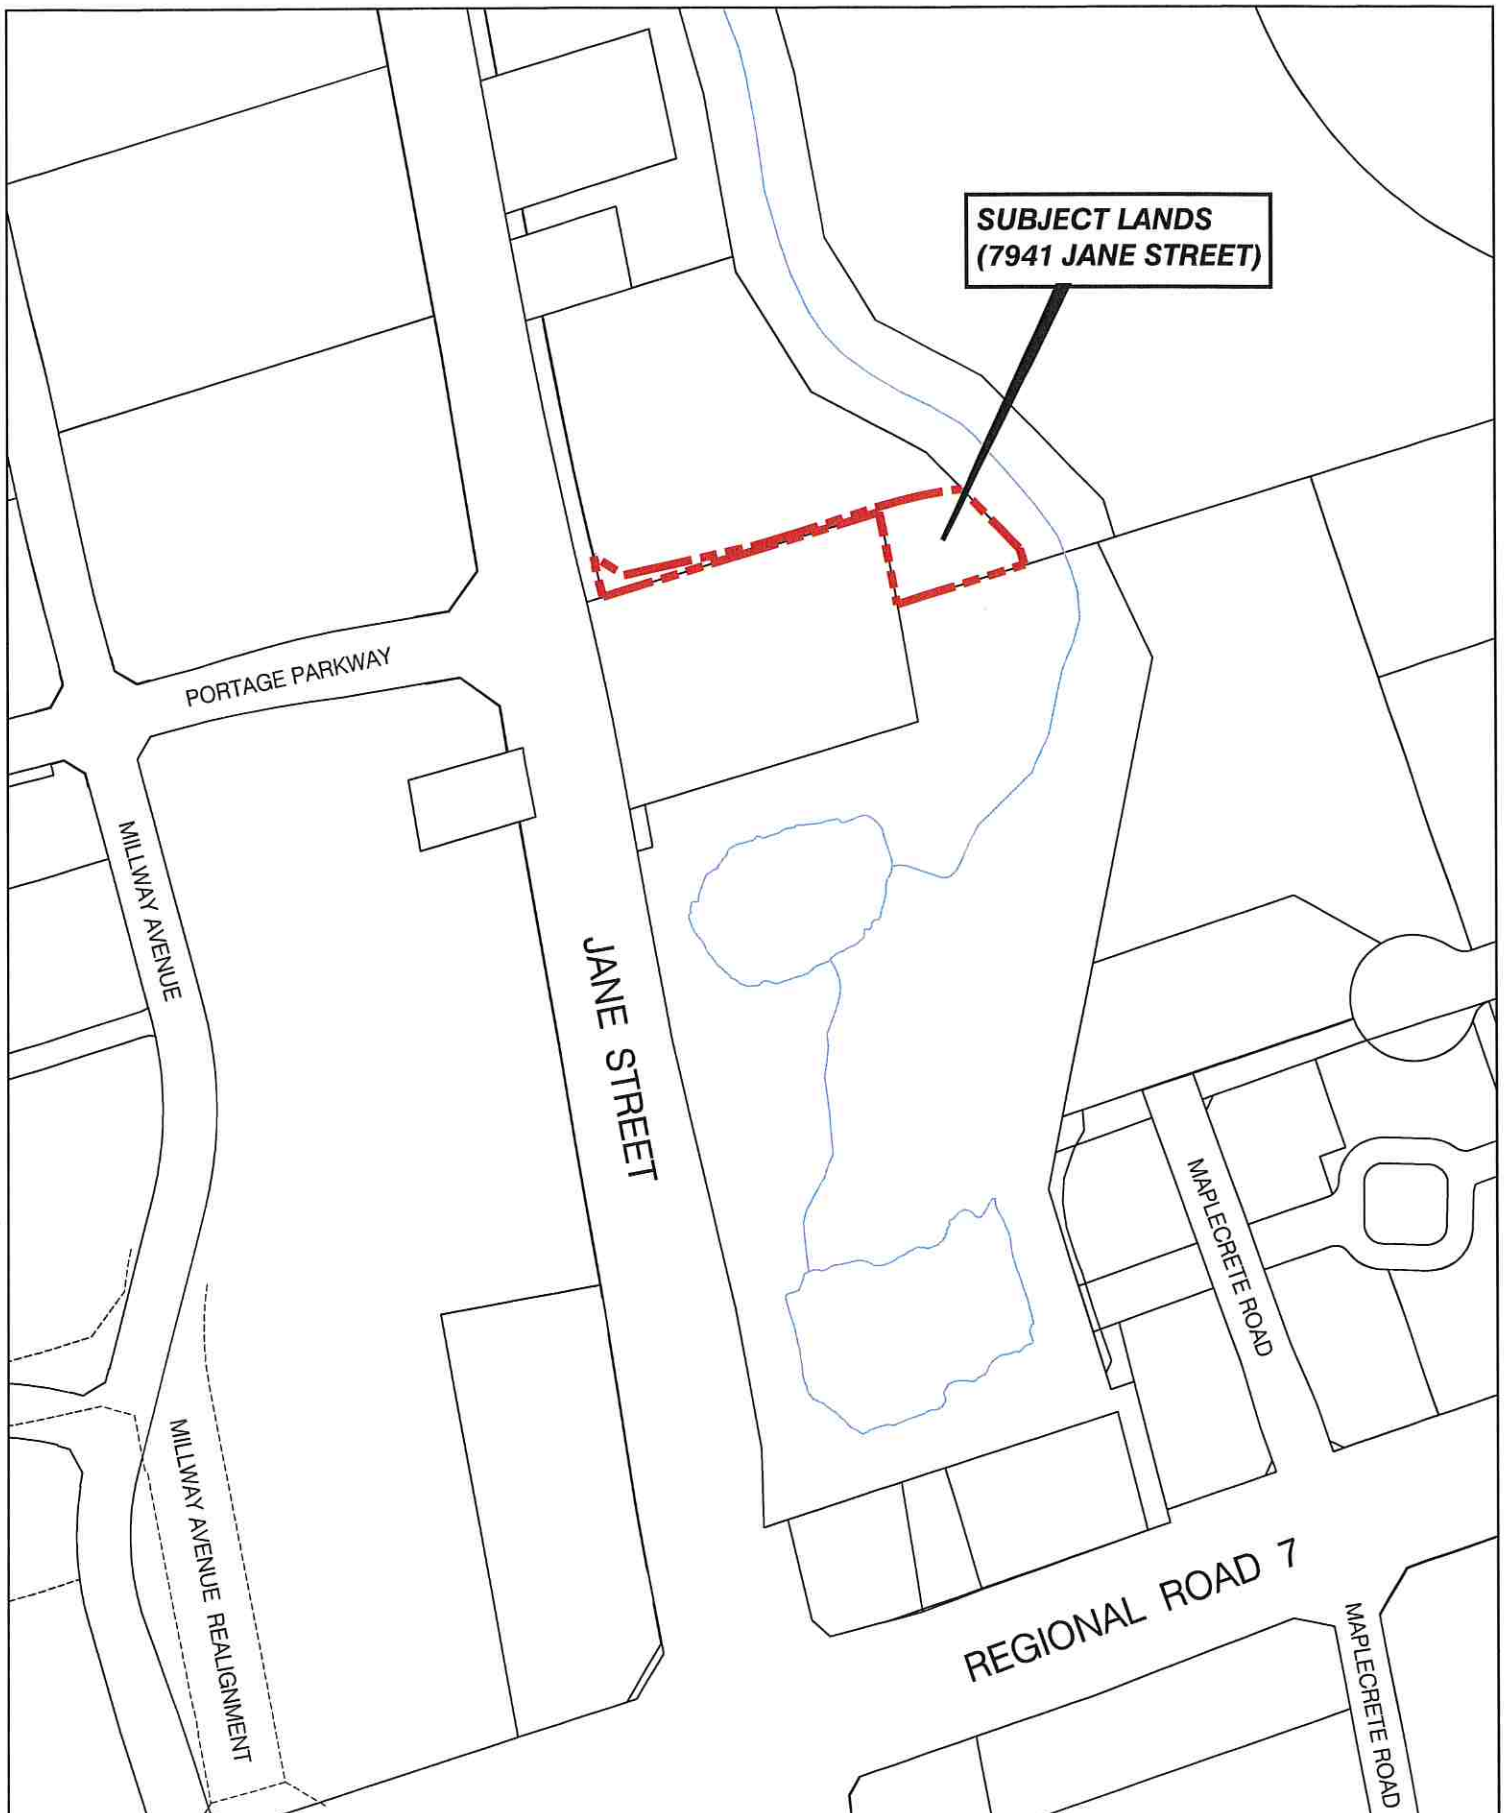 SUBJECT LANDS
(7941 JANE STREET)
PORTAGE PARKWAY
MILLWAY AVENUE
JANE STREET
MAPLECRETE ROAD
MILLWAY AVENUE REALIGNMENT
REGIONAL ROAD 7
MAPLECRETE ROAD